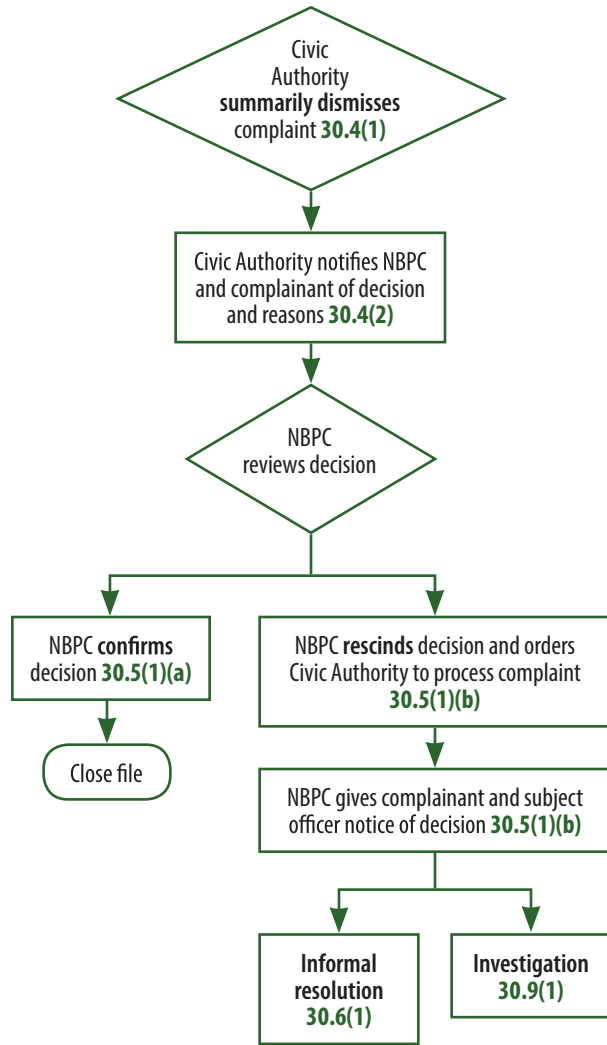 Civic
Authority
summarily dismisses
complaint 30.4(1)
Civic Authority notifies NBPC
and complainant of decision
and reasons 30.4(2)
NBPC
reviews decision
NBPC confirms
decision 30.5(1)(a)
Close file
NBPC rescinds decision and orders
Civic Authority to process complaint
30.5(1)(b)
NBPC gives complainant and subject
officer notice of decision 30.5(1)(b)
Informal
resolution
30.6(1)
Investigation
30.9(1)